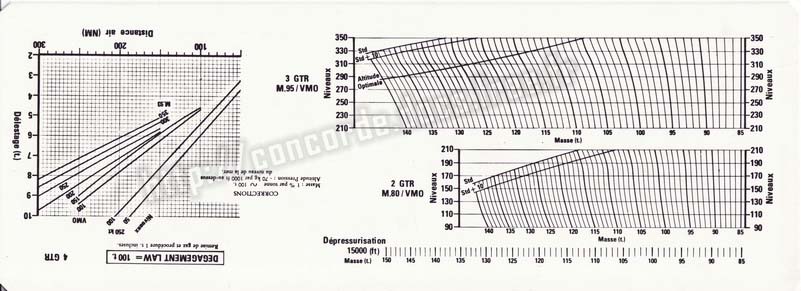 4 GTR
DEGAGEMENT LAW = 100 t.
Remise de gaz et procédure 1 t. incluses.
Niveaux
250 kt
50
100
VMO
100
150
200
250
300
350
M.93
CORRECTIONS
Altitude Pression : - 70 kg par 1000 ft au-dessus
du niveau de la mer.
Délestage (t.)
10
9
8
7
6
5
4
3
2
Distance air (NM)
300
200
100
3 GTR
M.95/VMO
Niveaux
350
330
310
290
270
250
230
210
Std
Std + 10
Altitude
Optimale
350
330
310
290
270
250
230
210
Niveaux
140 135 130 125 120 115 110 105 100 95 90 85
Masse (t.)
2 GTR
M.80/VMO
Niveaux
210
190
170
150
130
110
90
Std
Std + 10
210
190
170
150
130
110
90
Niveaux
140 135 130 125 120 115 110 105 100 95 90 85
Masse (t.)
Dépressurisation
15000 (ft)
Masse (t.) 150 145 140 135 130 125 120 115 110 105 100 95 90 85